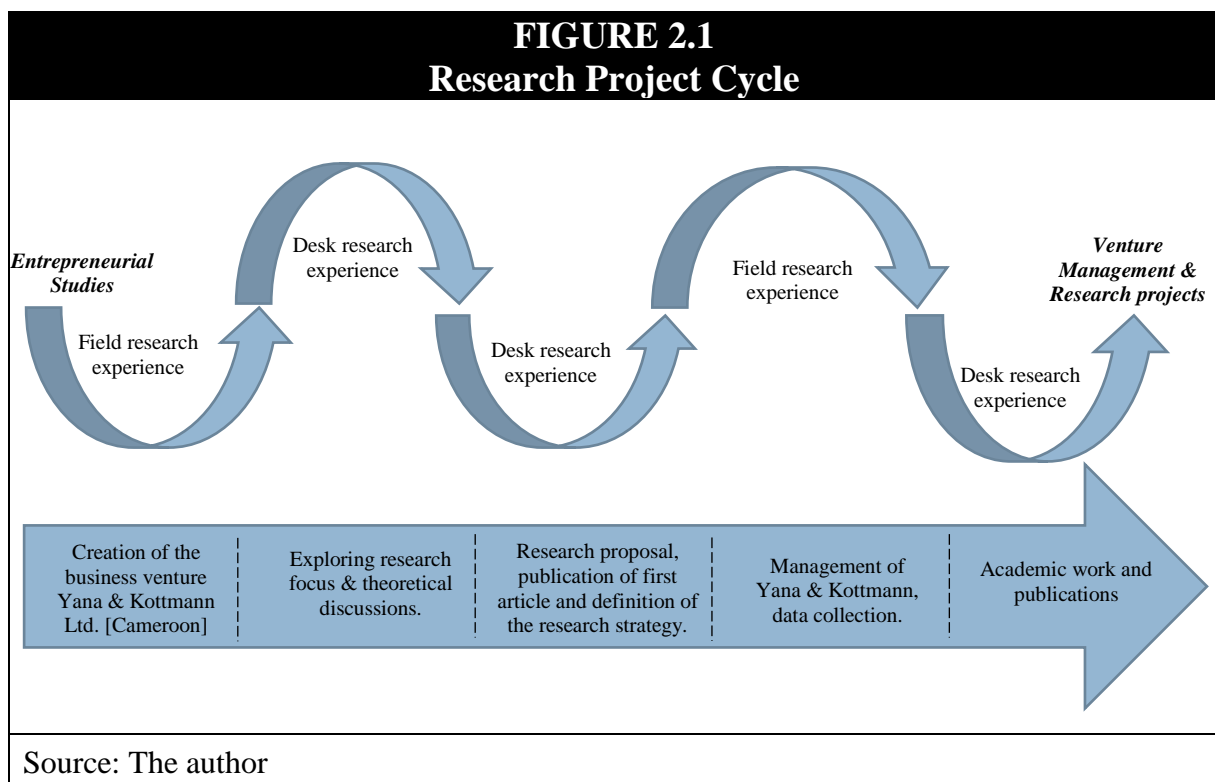 FIGURE 2.1
Research Project Cycle
Entrepreneurial
Studies
Field research
experience
Desk research
experience
Desk research
experience
Field research
experience
Desk research
experience
Venture
Management &
Research projects
Creation of the
business venture
Yana & Kottmann
Ltd. [Cameroon]
Exploring research
focus & theoretical
discussions.
Research proposal,
publication of first
article and definition of
the research strategy.
Management of
Yana & Kottmann,
data collection.
Academic work and
publications
Source: The author